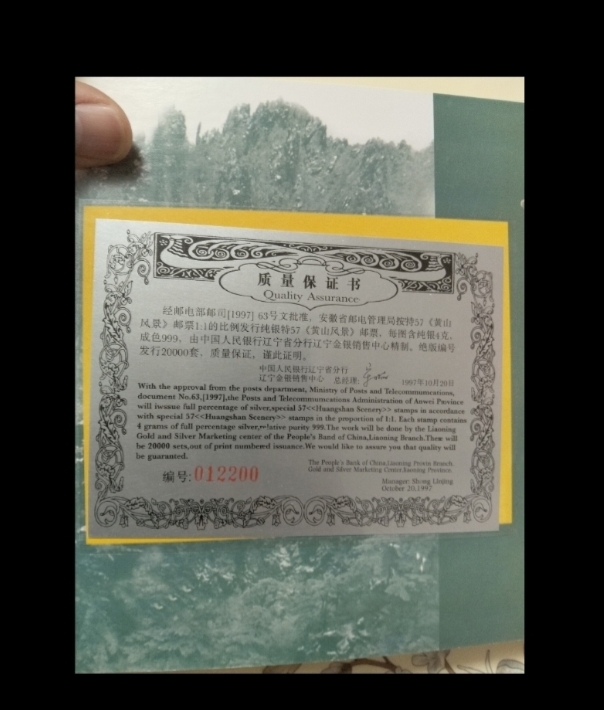 质量保证书
Quality Assurance
经邮电部邮司[1997] 63号文批准，安徽省邮电管理局按特57《黄山
风景》邮票1:1的比例发行纯银特57《黄山风景》邮票，每图含纯银4克，
成色999，由中国人民银行辽宁省分行辽宁金银销售中心精制，绝版编号
发行20000套，质量保证，谨此证明。
中国人民银行辽宁省分行
辽宁金银销售中心 总经理: 1997年10月20日
With the approval from the posts department, Ministry of Posts and Telecommunications,
document No.63,[1997],the Posts and Telecommunications Administration of Anwei Province
will issue full percentage of silver,special 57<<Huangshan Scenery>> stamps in accordance
with special 57<<Huangshan Scenery>> stamps in the proportion of 1:1. Each stamp contains
4 grams of full percentage silver,relative purity 999.The work will be done by the Liaoning
Gold and Silver Marketing center of the People's Band of China,Liaoning Branch.There will
be 20000 sets,out of print numbered issuance.We would like to assure you that quality will
be guaranted.
The People's Bank of China,Liaoning Provin Branch.
Gold and Silver Marketing Center,Liaoning Province.
Manager: Shong Linjing
October 20,1997
编号:012200